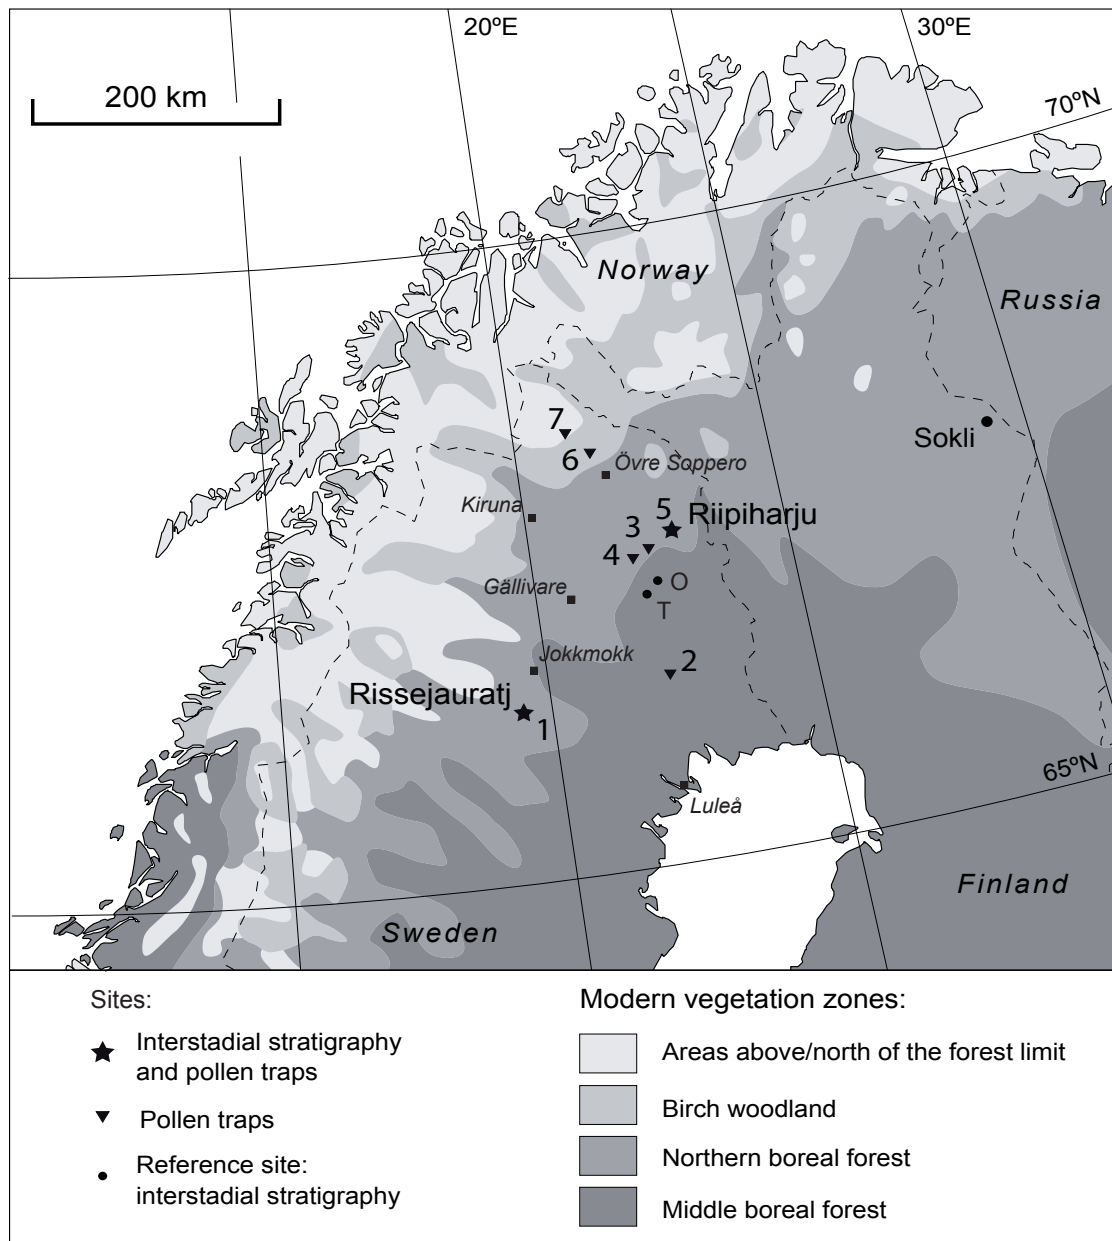 20ºE
30ºE
200 km
70ºN
Norway
Russia
7
Sokli
6
Övre Soppero
Kiruna
5
Riipiharju
3
4
Gällivare
O
T
Jokkmokk
2
Rissejauratj
1
65ºN
Luleå
Finland
Sweden
Sites:
Interstadial stratigraphy
and pollen traps
Pollen traps
Reference site:
interstadial stratigraphy
Modern vegetation zones:
Areas above/north of the forest limit
Birch woodland
Northern boreal forest
Middle boreal forest